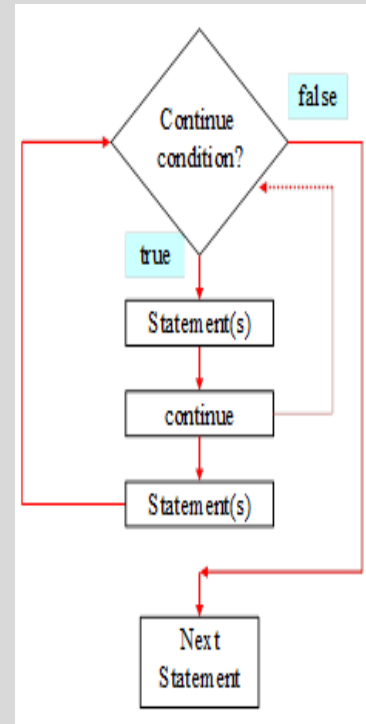 Continue
condition?
false
true
Statement(s)
continue
Statement(s)
Next
Statement